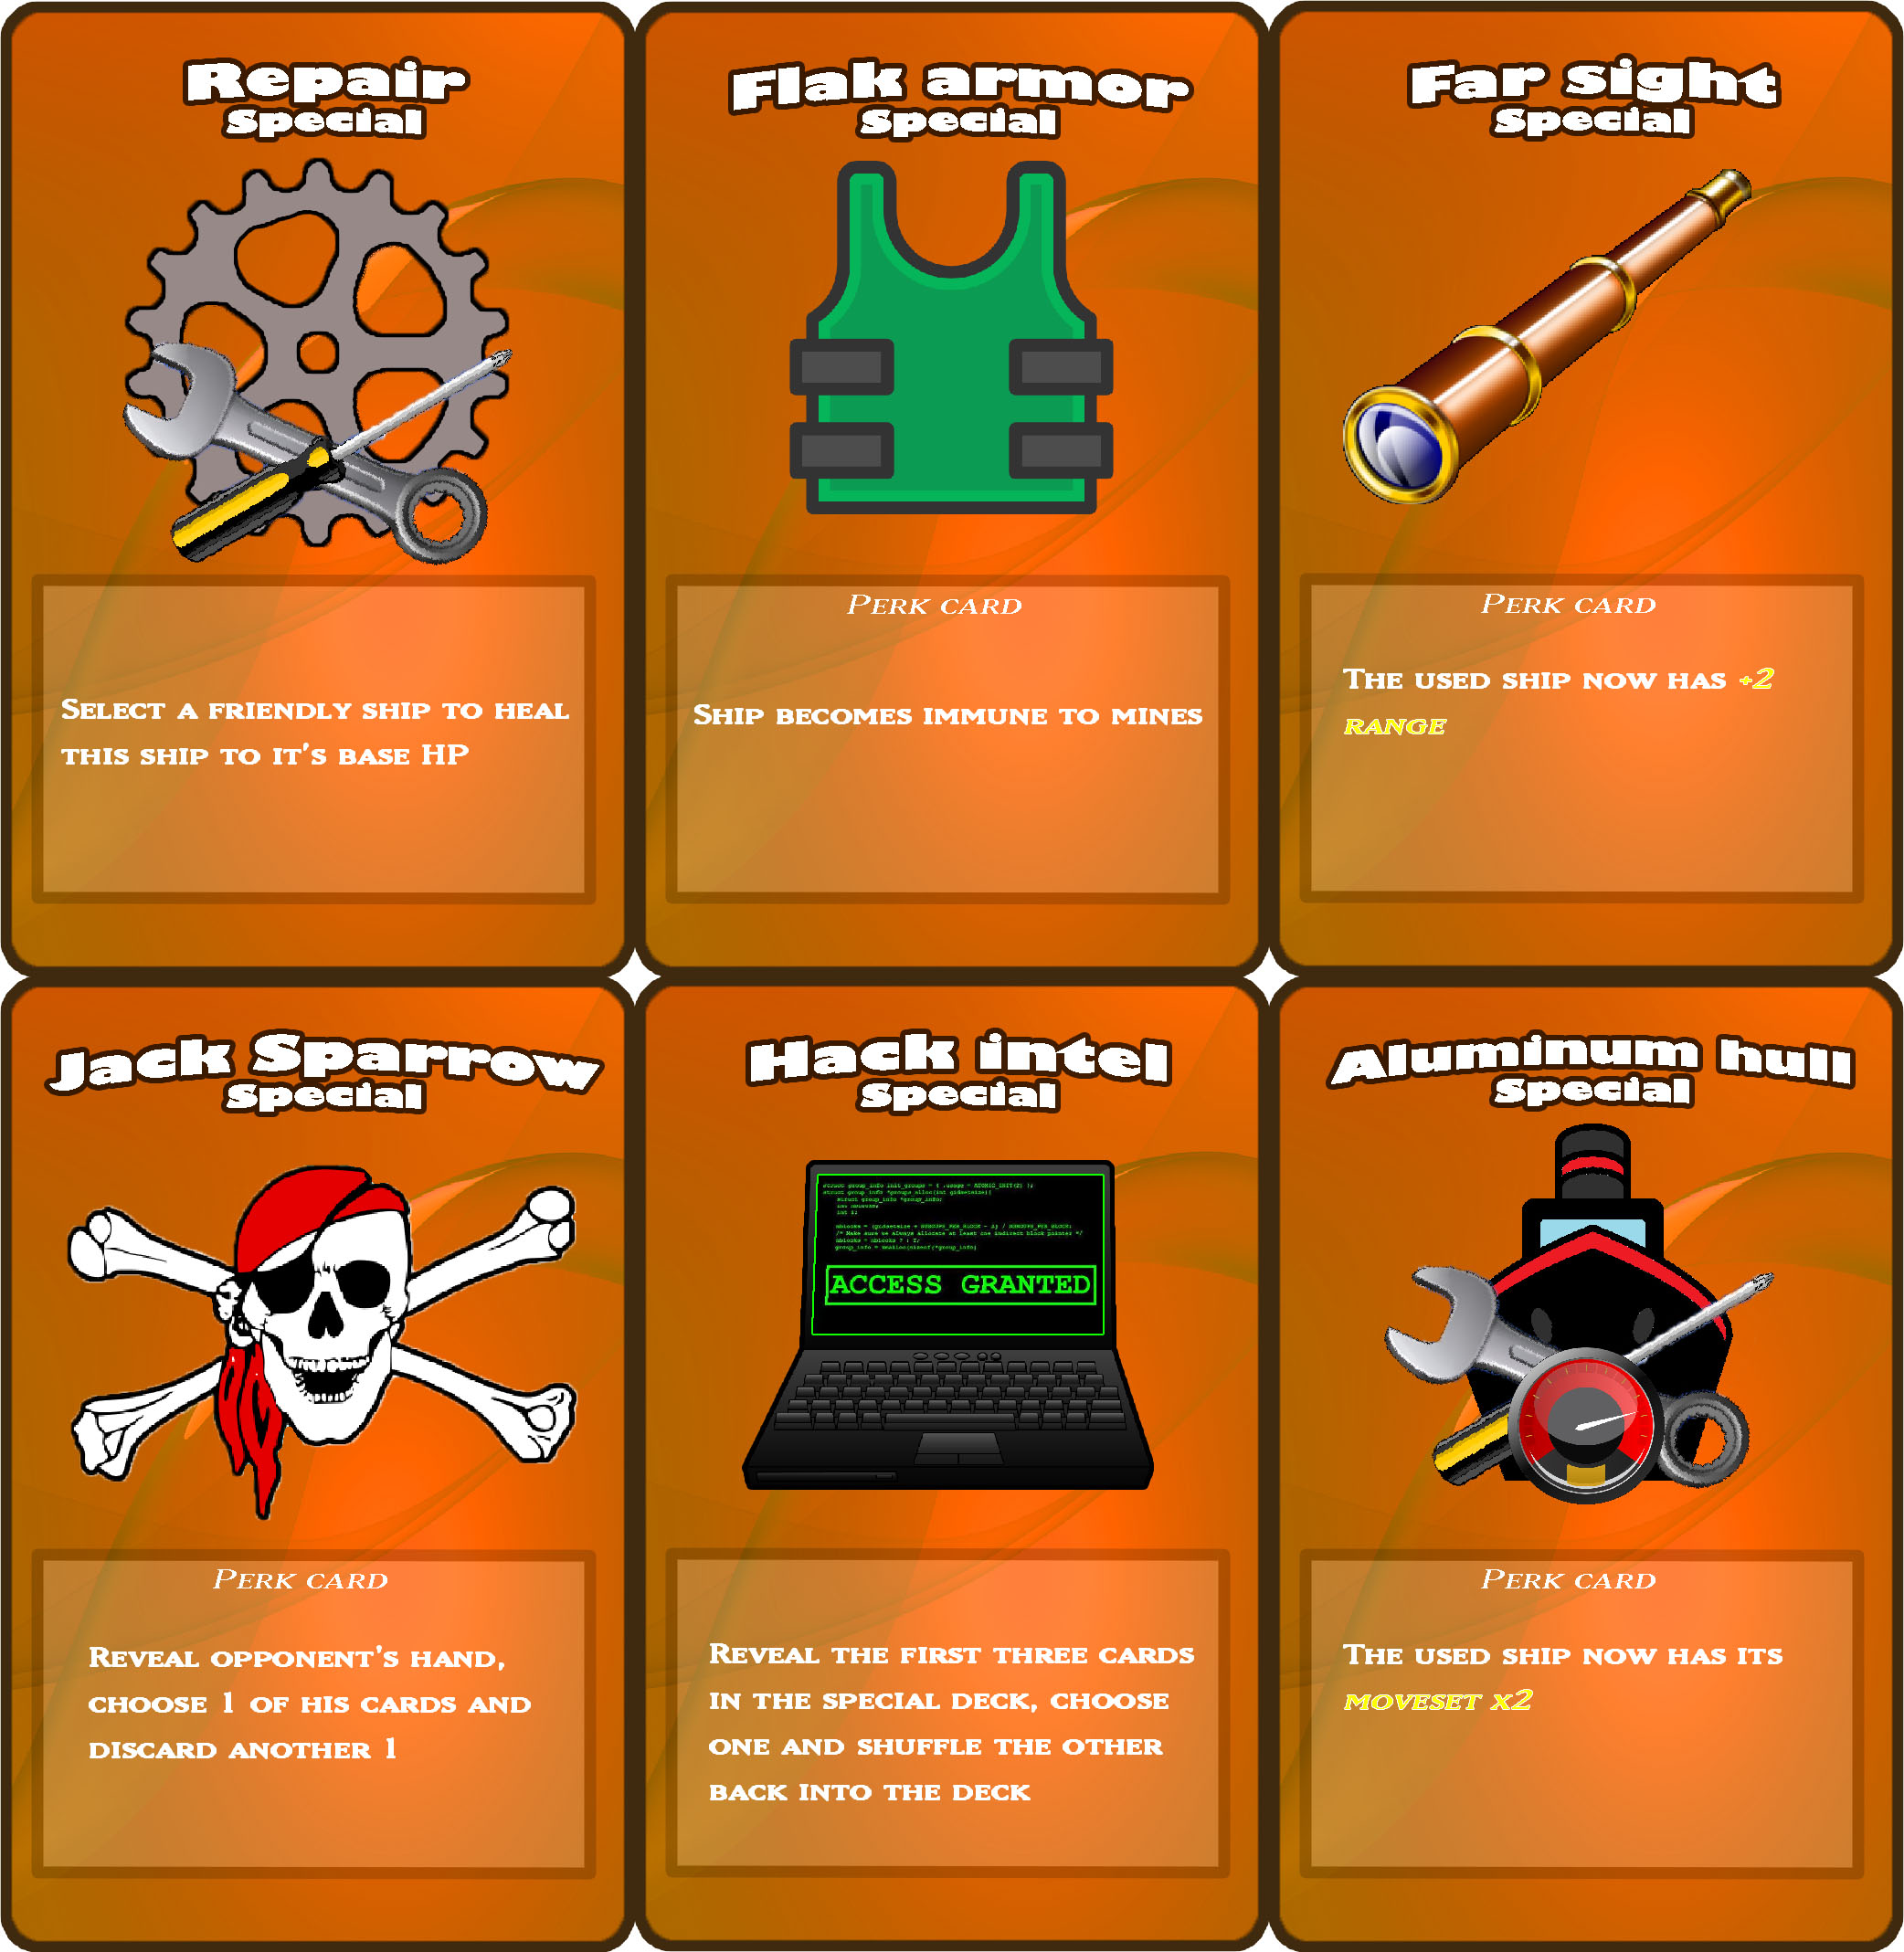 Repair
Special
Select a friendly ship to heal
this ship to it's base HP
Flak armor
Special
Perk card
Ship becomes immune to mines
Far sight
Special
Perk card
The used ship now has +2
range
Jack Sparrow
Special
Perk card
Reveal opponent's hand,
choose 1 of his cards and
discard another 1
Hack intel
Special
ACCESS GRANTED
Reveal the first three cards
in the special deck, choose
one and shuffle the other
back into the deck
Aluminum hull
Special
Perk card
The used ship now has its
moveset x2